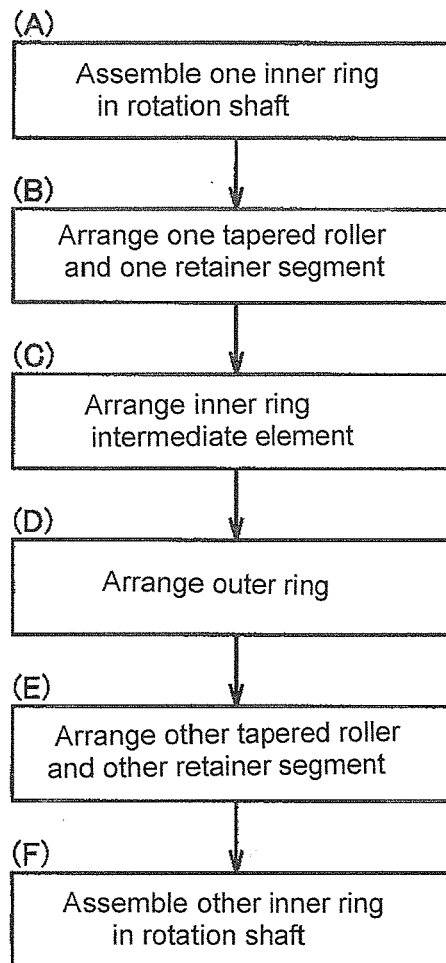 (A)
Assemble one inner ring
in rotation shaft
(B)
Arrange one tapered roller
and one retainer segment
(C)
Arrange inner ring
intermediate element
(D)
Arrange outer ring
(E)
Arrange other tapered roller
and other retainer segment
(F)
Assemble other inner ring
in rotation shaft